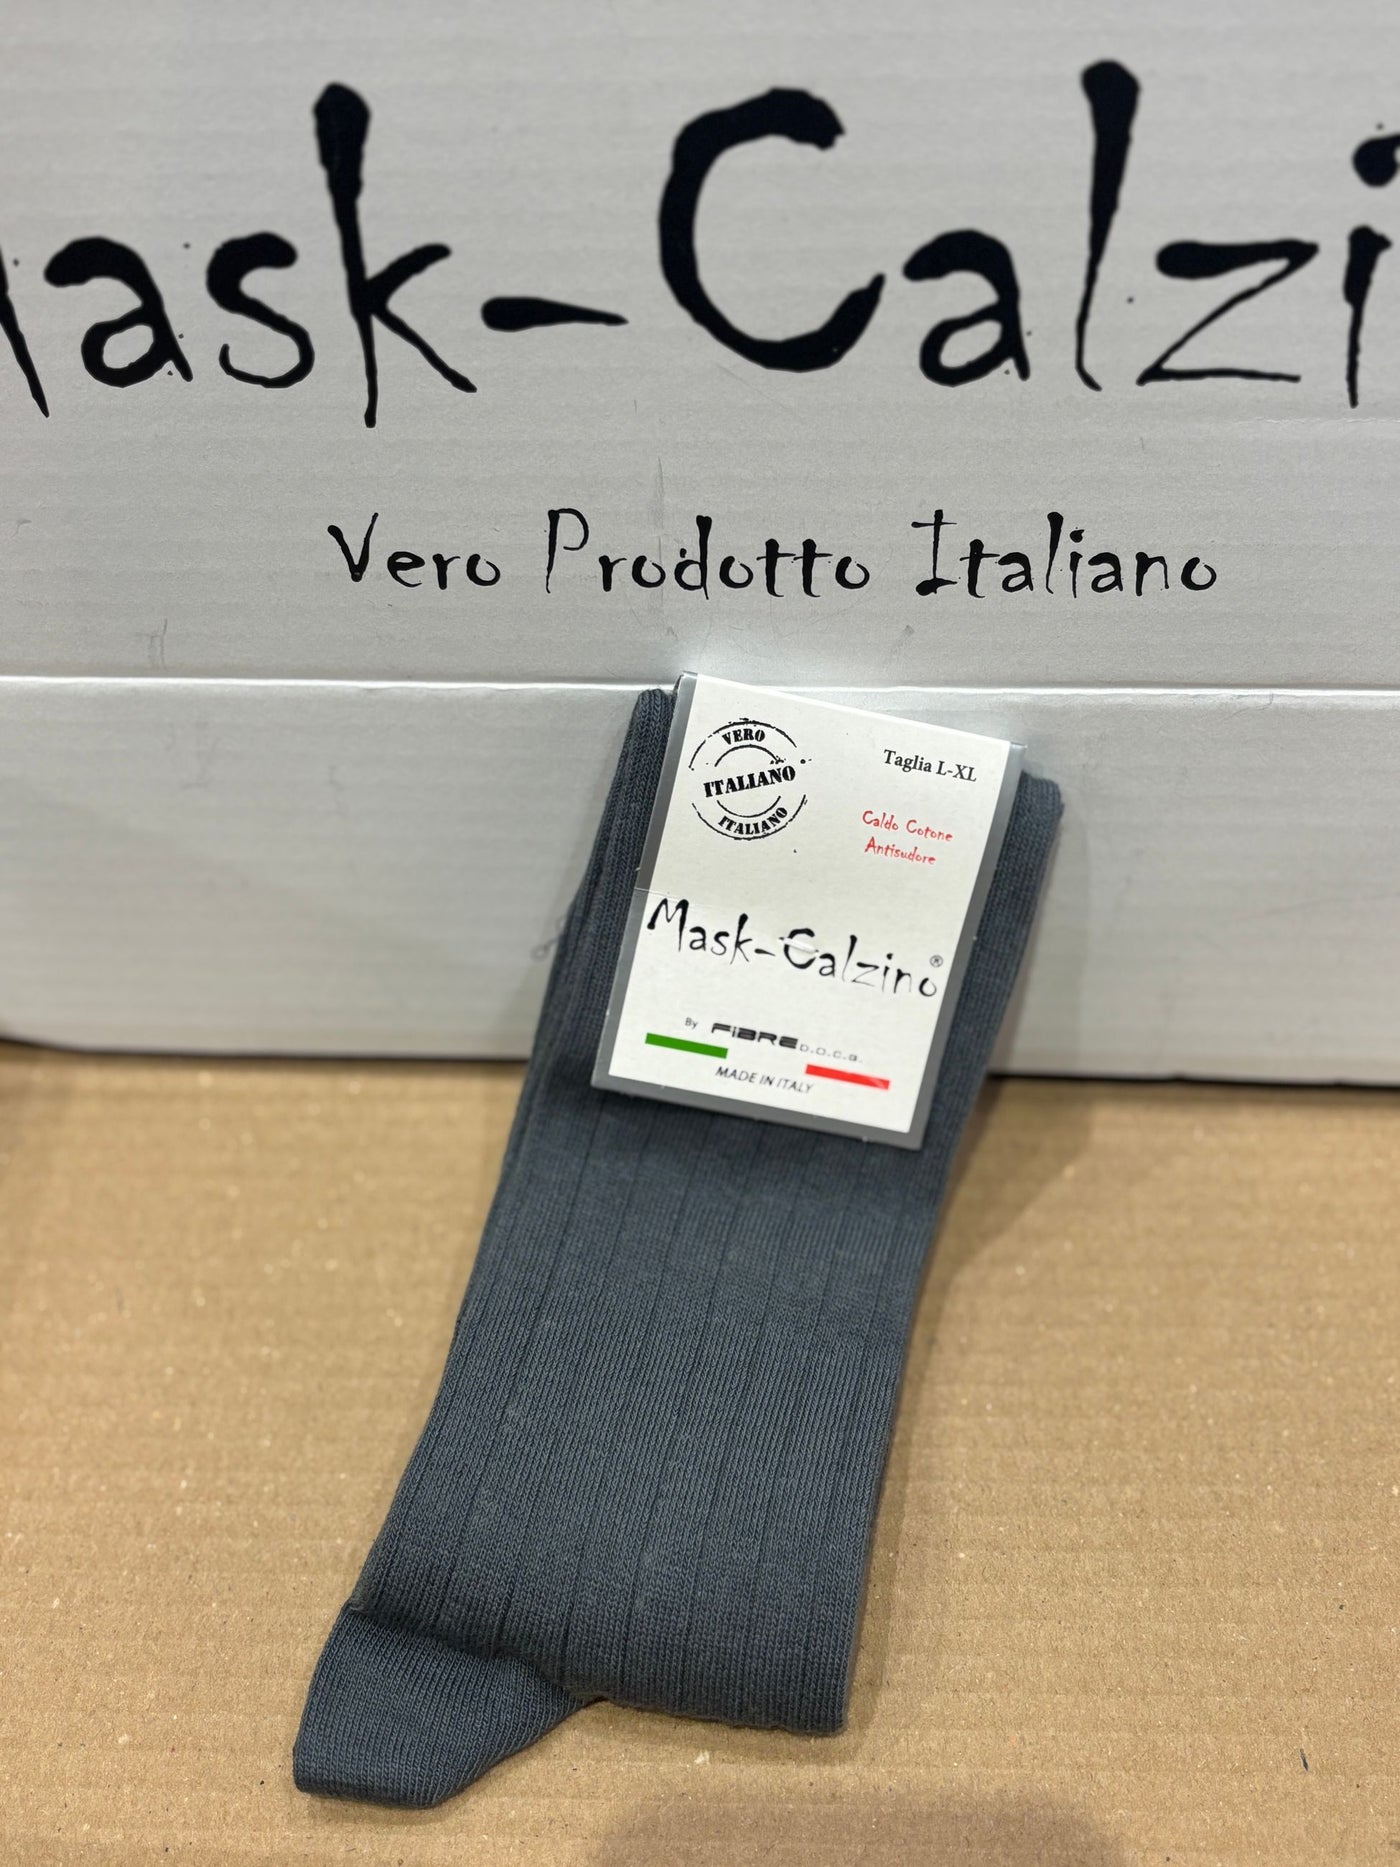 Mask-Calzi
Vero Prodotto Italiano
VERO
ITALIANO
ITALIANO
Taglia L-XL
Caldo Cotone
Antisudore
Mask-Calzino®
By FiBRE D.O.C.G.
MADE IN ITALY